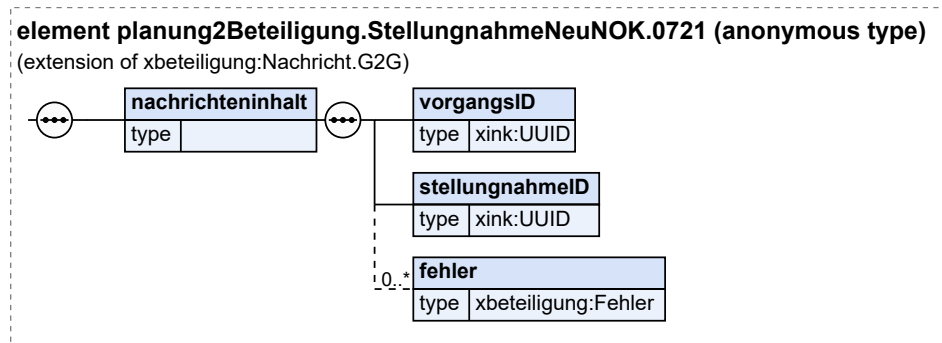 element planung2Beteiligung.StellungnahmeNeuNOK.0721 (anonymous type)
(extension of xbeteiligung:Nachricht.G2G)
nachrichteninhalt
type
vorgangsID
type xink:UUID
stellungnahmeID
type xink:UUID
0..*
fehler
type xbeteiligung:Fehler